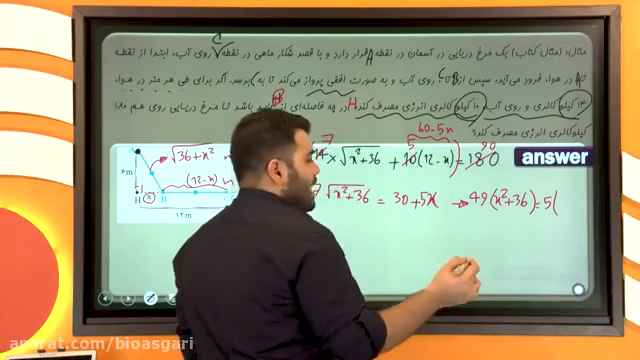 مثال، (مثال کتاب) یک مرغ دریایی در آسمان در نقطه A قرار دارد و با قصد شکار ماهی در نقطه C روی آب، ابتدا از نقطه
A تا B در هوا، فرود می‌آید، سپس از B تا C روی آب و به صورت افقی پرواز می‌کند تا به C برسد. اگر برای طی هر متر در هوا،
۱۴ کیلو کالری و روی آب ۱۰ کیلو کالری انرژی مصرف کند، B در چه فاصله‌ای از H باشد تا مرغ دریایی روی هم ۱۸۰
کیلوکالری انرژی مصرف کند؟
60-5x
7 5 90
14 × √x²+36 + 10(12-x) = 180
answer
√36+x² m
(12-x) m
A
۶m
H x B
۱۲m
√x²+36 = 30+5x → 49(x²+36)=5(
aparat.com/bioasgari